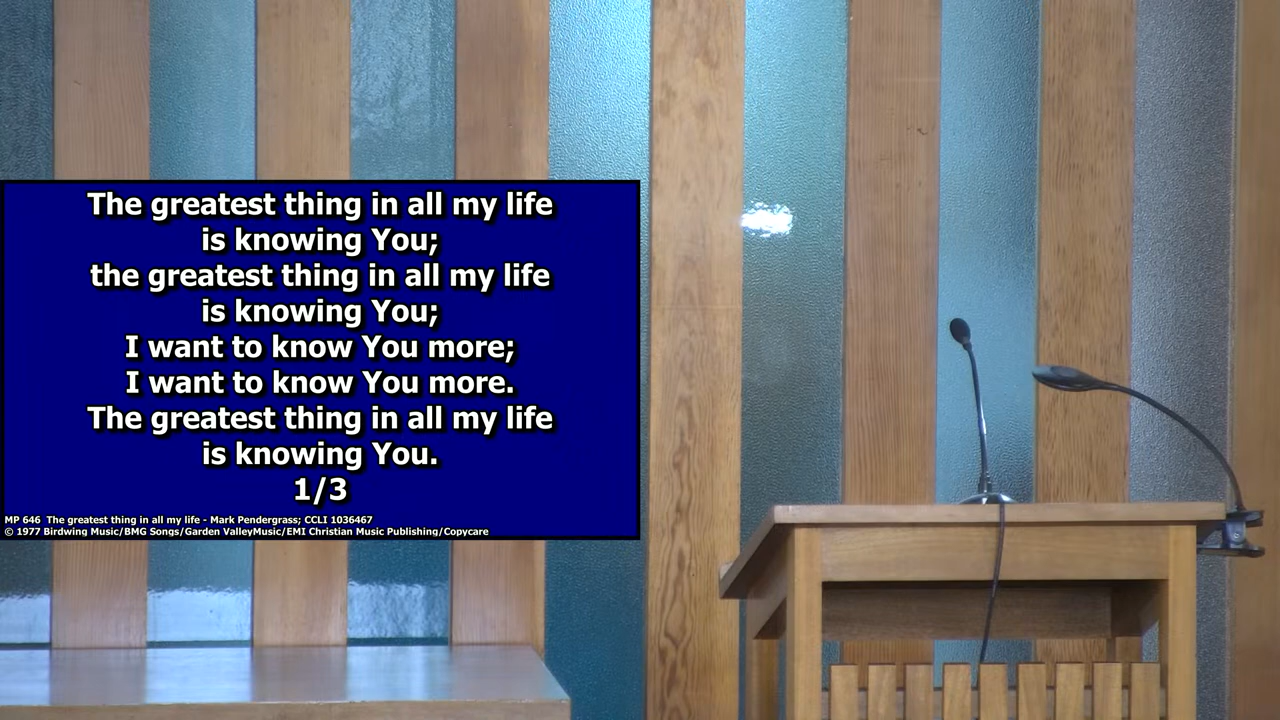 The greatest thing in all my life
is knowing You;
the greatest thing in all my life
is knowing You;
I want to know You more;
I want to know You more.
The greatest thing in all my life
is knowing You.
1/3
MP 646 The greatest thing in all my life - Mark Pendergrass; CCLI 1036467
© 1977 Birdwing Music/BMG Songs/Garden ValleyMusic/EMI Christian Music Publishing/Copycare